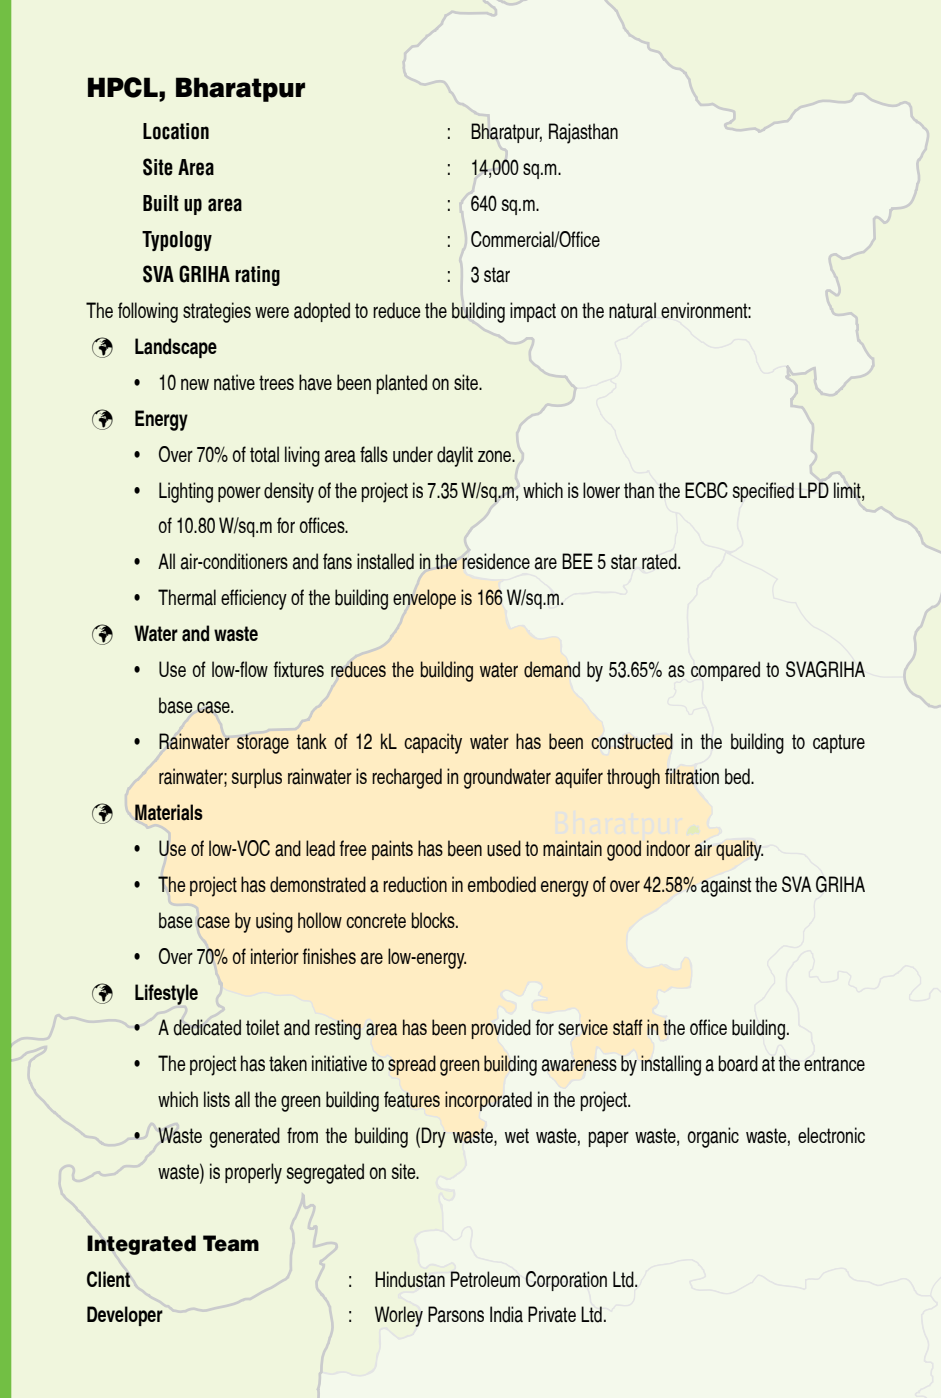 HPCL, Bharatpur
Location : Bharatpur, Rajasthan
Site Area : 14,000 sq.m.
Built up area : 640 sq.m.
Typology : Commercial/Office
SVA GRIHA rating : 3 star
The following strategies were adopted to reduce the building impact on the natural environment:
Landscape
• 10 new native trees have been planted on site.
Energy
• Over 70% of total living area falls under daylit zone.
• Lighting power density of the project is 7.35 W/sq.m, which is lower than the ECBC specified LPD limit,
of 10.80 W/sq.m for offices.
• All air-conditioners and fans installed in the residence are BEE 5 star rated.
• Thermal efficiency of the building envelope is 166 W/sq.m.
Water and waste
• Use of low-flow fixtures reduces the building water demand by 53.65% as compared to SVAGRIHA
base case.
• Rainwater storage tank of 12 kL capacity water has been constructed in the building to capture
rainwater; surplus rainwater is recharged in groundwater aquifer through filtration bed.
Materials
Bharatpur
• Use of low-VOC and lead free paints has been used to maintain good indoor air quality.
• The project has demonstrated a reduction in embodied energy of over 42.58% against the SVA GRIHA
base case by using hollow concrete blocks.
• Over 70% of interior finishes are low-energy.
Lifestyle
• A dedicated toilet and resting area has been provided for service staff in the office building.
• The project has taken initiative to spread green building awareness by installing a board at the entrance
which lists all the green building features incorporated in the project.
• Waste generated from the building (Dry waste, wet waste, paper waste, organic waste, electronic
waste) is properly segregated on site.
Integrated Team
Client : Hindustan Petroleum Corporation Ltd.
Developer : Worley Parsons India Private Ltd.